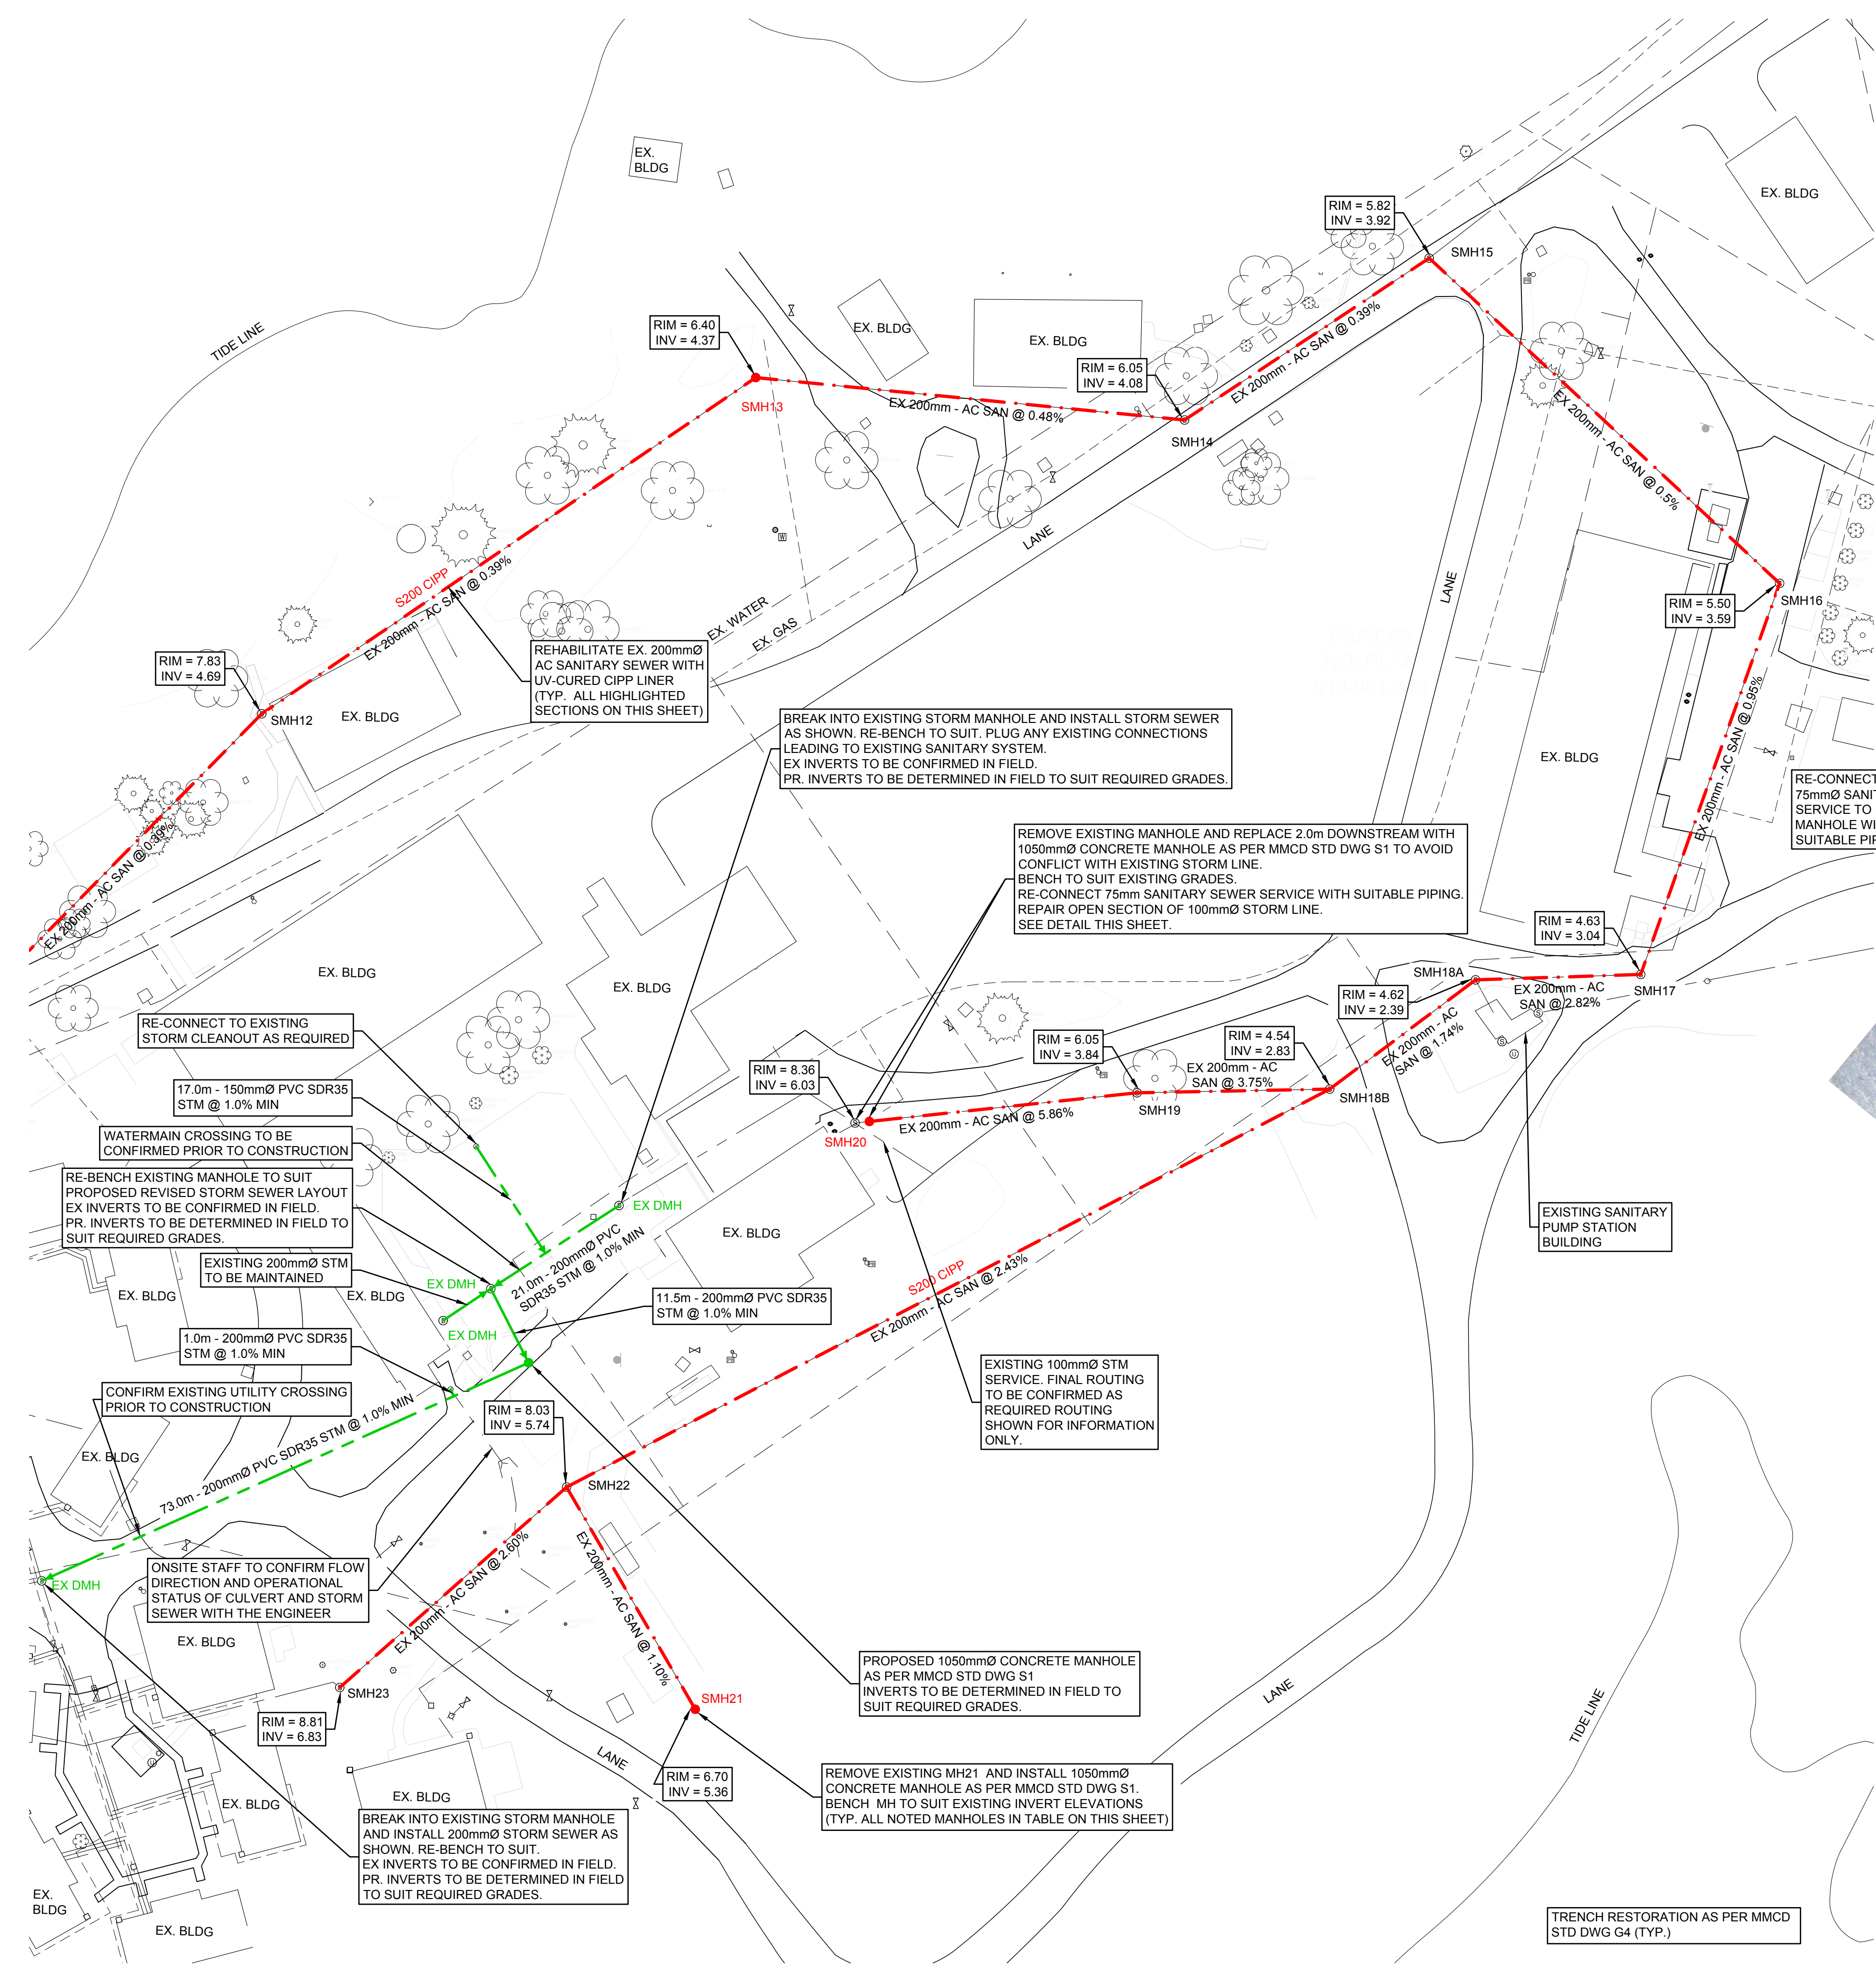 EX.
BLDG
EX. BLDG
RIM = 5.82
INV = 3.92
SMH15
TIDE LINE
RIM = 6.40
INV = 4.37
EX. BLDG
EX. BLDG
RIM = 6.05
INV = 4.08
EX 200mm - AC SAN @ 0.39%
SMH13
EX 200mm - AC SAN @ 0.48%
SMH14
EX 200mm - AC SAN @ 0.5%
LANE
S200 CIPP
EX 200mm - AC SAN @ 0.39%
LANE
RIM = 5.50
INV = 3.59
SMH16
EX. WATER
EX. GAS
REHABILITATE EX. 200mmØ
AC SANITARY SEWER WITH
UV-CURED CIPP LINER
(TYP. ALL HIGHLIGHTED
SECTIONS ON THIS SHEET)
RIM = 7.83
INV = 4.69
SMH12
EX. BLDG
BREAK INTO EXISTING STORM MANHOLE AND INSTALL STORM SEWER
AS SHOWN. RE-BENCH TO SUIT. PLUG ANY EXISTING CONNECTIONS
LEADING TO EXISTING SANITARY SYSTEM.
EX INVERTS TO BE CONFIRMED IN FIELD.
PR. INVERTS TO BE DETERMINED IN FIELD TO SUIT REQUIRED GRADES.
EX. BLDG
EX 200mm - AC SAN @ 0.95%
RE-CONNECT
75mmØ SANI
SERVICE TO
MANHOLE WI
SUITABLE PIP
EX 200mm - AC SAN @ 0.39%
REMOVE EXISTING MANHOLE AND REPLACE 2.0m DOWNSTREAM WITH
1050mmØ CONCRETE MANHOLE AS PER MMCD STD DWG S1 TO AVOID
CONFLICT WITH EXISTING STORM LINE.
BENCH TO SUIT EXISTING GRADES.
RE-CONNECT 75mm SANITARY SEWER SERVICE WITH SUITABLE PIPING.
REPAIR OPEN SECTION OF 100mmØ STORM LINE.
SEE DETAIL THIS SHEET.
RIM = 4.63
INV = 3.04
EX. BLDG
EX. BLDG
SMH18A
EX 200mm - AC
SAN @ 2.82%
SMH17
RIM = 4.62
INV = 2.39
RE-CONNECT TO EXISTING
STORM CLEANOUT AS REQUIRED
RIM = 6.05
INV = 3.84
RIM = 4.54
INV = 2.83
EX 200mm - AC
SAN @ 1.74%
RIM = 8.36
INV = 6.03
EX 200mm - AC
SAN @ 3.75%
17.0m - 150mmØ PVC SDR35
STM @ 1.0% MIN
SMH19
SMH18B
SMH20
EX 200mm - AC SAN @ 5.86%
WATERMAIN CROSSING TO BE
CONFIRMED PRIOR TO CONSTRUCTION
RE-BENCH EXISTING MANHOLE TO SUIT
PROPOSED REVISED STORM SEWER LAYOUT
EX INVERTS TO BE CONFIRMED IN FIELD.
PR. INVERTS TO BE DETERMINED IN FIELD TO
SUIT REQUIRED GRADES.
EX DMH
EX. BLDG
21.0m - 200mmØ PVC
SDR35 STM @ 1.0% MIN
EXISTING SANITARY
PUMP STATION
BUILDING
EXISTING 200mmØ STM
TO BE MAINTAINED
EX DMH
S200 CIPP
EX 200mm - AC SAN @ 2.43%
EX. BLDG
EX. BLDG
11.5m - 200mmØ PVC SDR35
STM @ 1.0% MIN
EX DMH
1.0m - 200mmØ PVC SDR35
STM @ 1.0% MIN
EXISTING 100mmØ STM
SERVICE. FINAL ROUTING
TO BE CONFIRMED AS
REQUIRED ROUTING
SHOWN FOR INFORMATION
ONLY.
CONFIRM EXISTING UTILITY CROSSING
PRIOR TO CONSTRUCTION
RIM = 8.03
INV = 5.74
73.0m - 200mmØ PVC SDR35 STM @ 1.0% MIN
EX. BLDG
SMH22
EX 200mm - AC SAN @ 2.60%
EX 200mm - AC SAN @ 1.10%
ONSITE STAFF TO CONFIRM FLOW
DIRECTION AND OPERATIONAL
STATUS OF CULVERT AND STORM
SEWER WITH THE ENGINEER
EX DMH
EX. BLDG
PROPOSED 1050mmØ CONCRETE MANHOLE
AS PER MMCD STD DWG S1
INVERTS TO BE DETERMINED IN FIELD TO
SUIT REQUIRED GRADES.
SMH23
SMH21
LANE
TIDE LINE
RIM = 8.81
INV = 6.83
LANE
RIM = 6.70
INV = 5.36
REMOVE EXISTING MH21 AND INSTALL 1050mmØ
CONCRETE MANHOLE AS PER MMCD STD DWG S1.
BENCH MH TO SUIT EXISTING INVERT ELEVATIONS
(TYP. ALL NOTED MANHOLES IN TABLE ON THIS SHEET)
EX. BLDG
EX. BLDG
BREAK INTO EXISTING STORM MANHOLE
AND INSTALL 200mmØ STORM SEWER AS
SHOWN. RE-BENCH TO SUIT.
EX INVERTS TO BE CONFIRMED IN FIELD.
PR. INVERTS TO BE DETERMINED IN FIELD
TO SUIT REQUIRED GRADES.
EX.
BLDG
EX. BLDG
TRENCH RESTORATION AS PER MMCD
STD DWG G4 (TYP.)